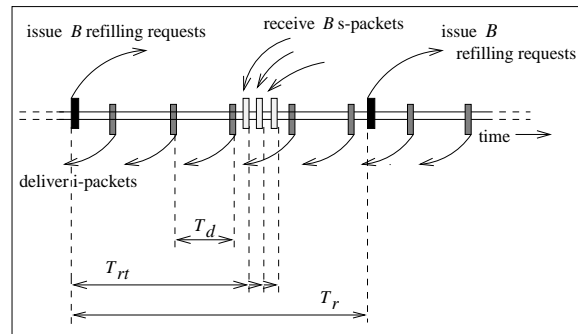 issue B refilling requests
receive B s-packets
issue B
refilling requests
time
deliver i-packets
T_d
T_rt
T_r